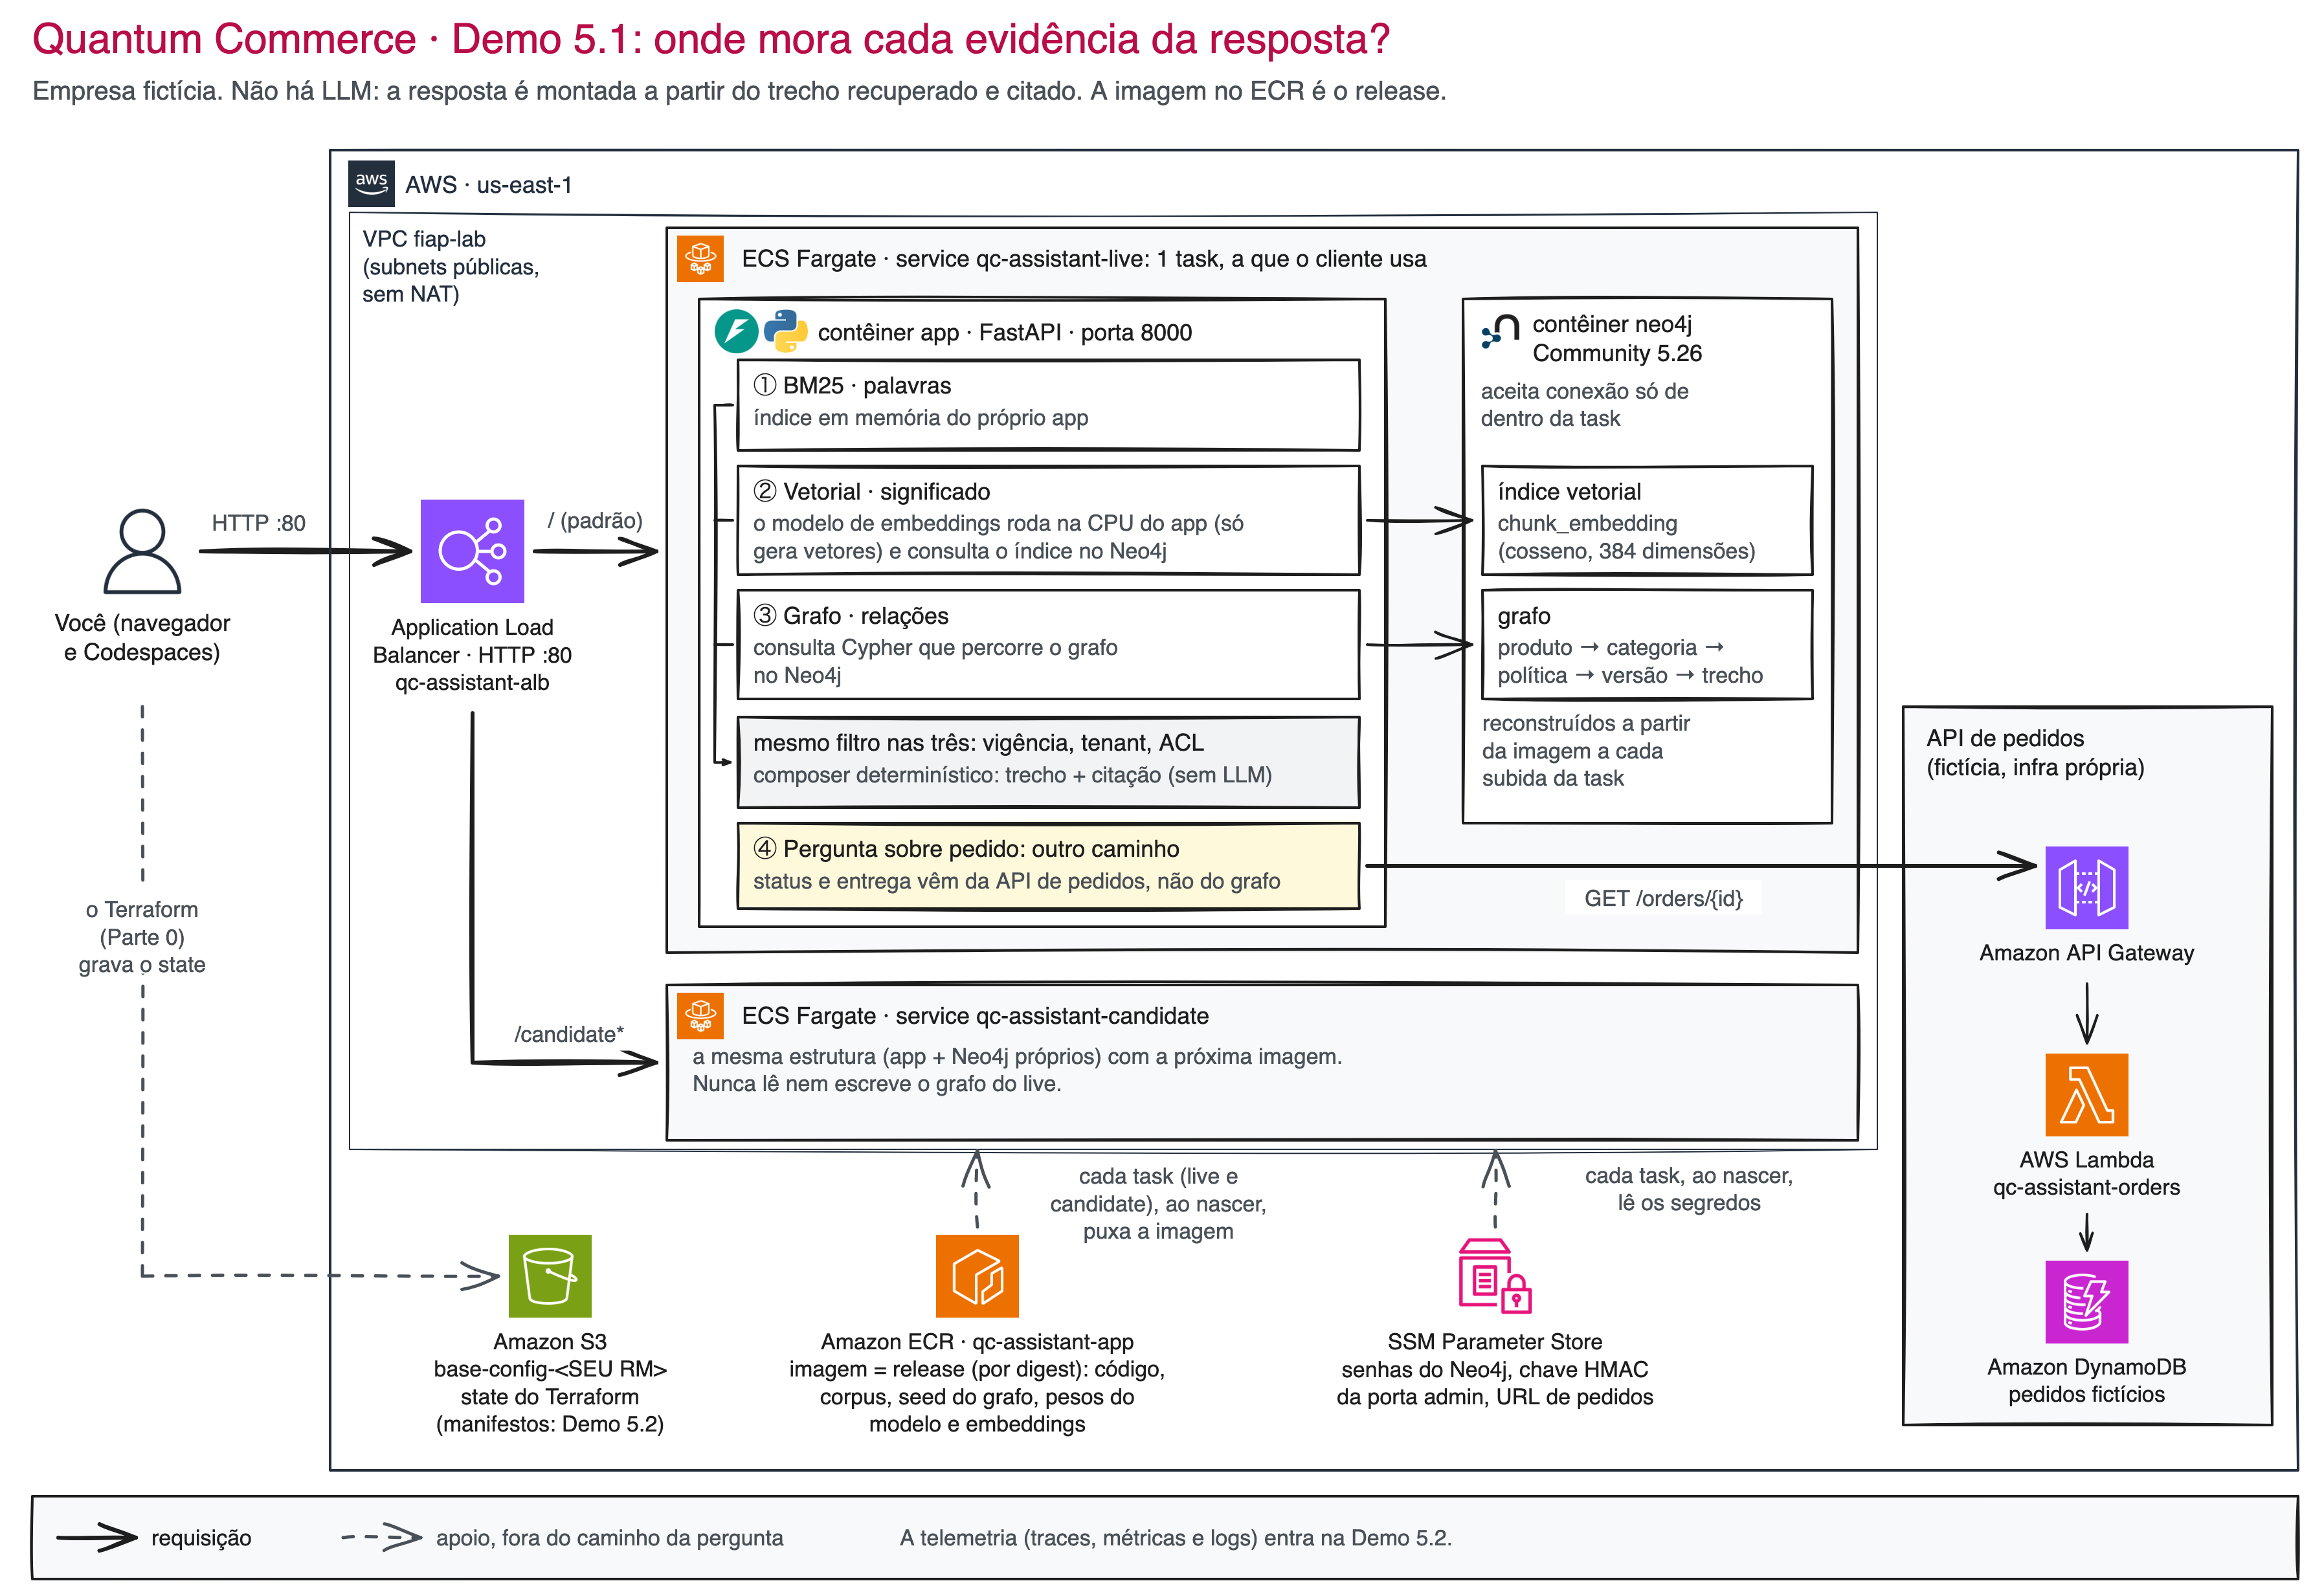 Quantum Commerce · Demo 5.1: onde mora cada evidência da resposta?
Empresa fictícia. Não há LLM: a resposta é montada a partir do trecho recuperado e citado. A imagem no ECR é o release.
aws
AWS · us-east-1
VPC fiap-lab
(subnets públicas,
sem NAT)
ECS Fargate · service qc-assistant-live: 1 task, a que o cliente usa
contêiner app · FastAPI · porta 8000
① BM25 · palavras
índice em memória do próprio app
② Vetorial · significado
o modelo de embeddings roda na CPU do app (só
gera vetores) e consulta o índice no Neo4j
③ Grafo · relações
consulta Cypher que percorre o grafo
no Neo4j
mesmo filtro nas três: vigência, tenant, ACL
composer determinístico: trecho + citação (sem LLM)
④ Pergunta sobre pedido: outro caminho
status e entrega vêm da API de pedidos, não do grafo
contêiner neo4j
Community 5.26
aceita conexão só de
dentro da task
índice vetorial
chunk_embedding
(cosseno, 384 dimensões)
grafo
produto → categoria →
política → versão → trecho
reconstruídos a partir
da imagem a cada
subida da task
HTTP :80
/ (padrão)
Você (navegador
e Codespaces)
Application Load
Balancer · HTTP :80
qc-assistant-alb
o Terraform
(Parte 0)
grava o state
/candidate*
ECS Fargate · service qc-assistant-candidate
a mesma estrutura (app + Neo4j próprios) com a próxima imagem.
Nunca lê nem escreve o grafo do live.
GET /orders/{id}
API de pedidos
(fictícia, infra própria)
</>
Amazon API Gateway
AWS Lambda
qc-assistant-orders
Amazon DynamoDB
pedidos fictícios
cada task (live e
candidate), ao nascer,
puxa a imagem
cada task, ao nascer,
lê os segredos
Amazon S3
base-config-<SEU RM>
state do Terraform
(manifestos: Demo 5.2)
Amazon ECR · qc-assistant-app
imagem = release (por digest): código,
corpus, seed do grafo, pesos do
modelo e embeddings
SSM Parameter Store
senhas do Neo4j, chave HMAC
da porta admin, URL de pedidos
requisição
apoio, fora do caminho da pergunta
A telemetria (traces, métricas e logs) entra na Demo 5.2.